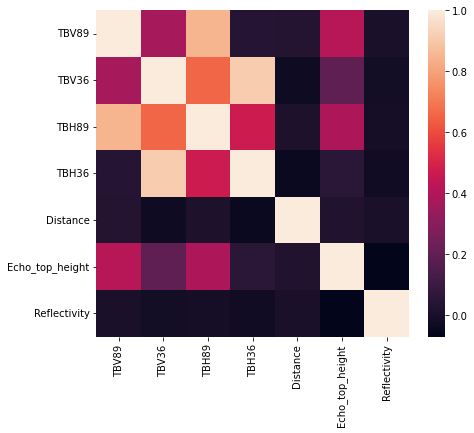 TBV89
TBV36
TBH89
TBH36
Distance
Echo_top_height
Reflectivity
TBV89
TBV36
TBH89
TBH36
Distance
Echo_top_height
Reflectivity
1.0
0.8
0.6
0.4
0.2
0.0